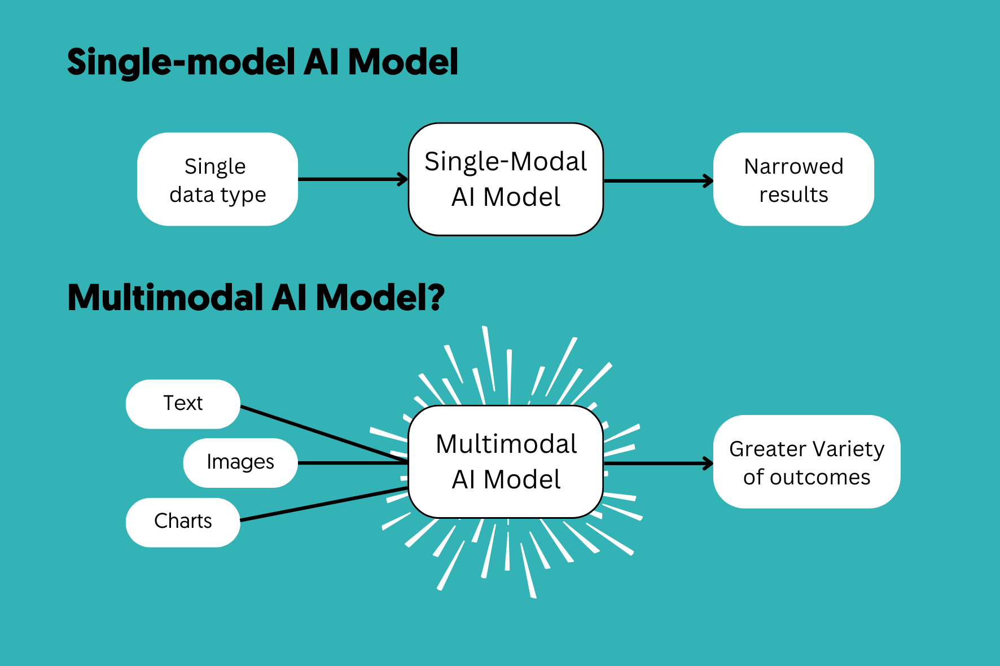 Single-model AI Model
Single
data type
Single-Modal
AI Model
Narrowed
results
Multimodal AI Model?
Text
Images
Charts
Multimodal
AI Model
Greater Variety
of outcomes